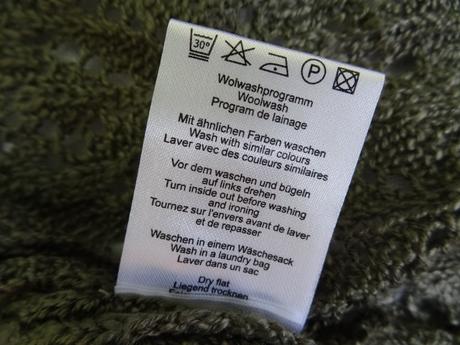 30°
P
Wolwashprogramm
Woolwash
Program de lainage
Mit ähnlichen Farben waschen
Wash with similar colours
Laver avec des couleurs similaires
Vor dem waschen und bügeln
auf links drehen
Turn inside out before washing
and ironing
Tournez sur l'envers avant de laver
et de repasser
Waschen in einem Wäschesack
Wash in a laundry bag
Laver dans un sac
Dry flat
Liegend trocknen